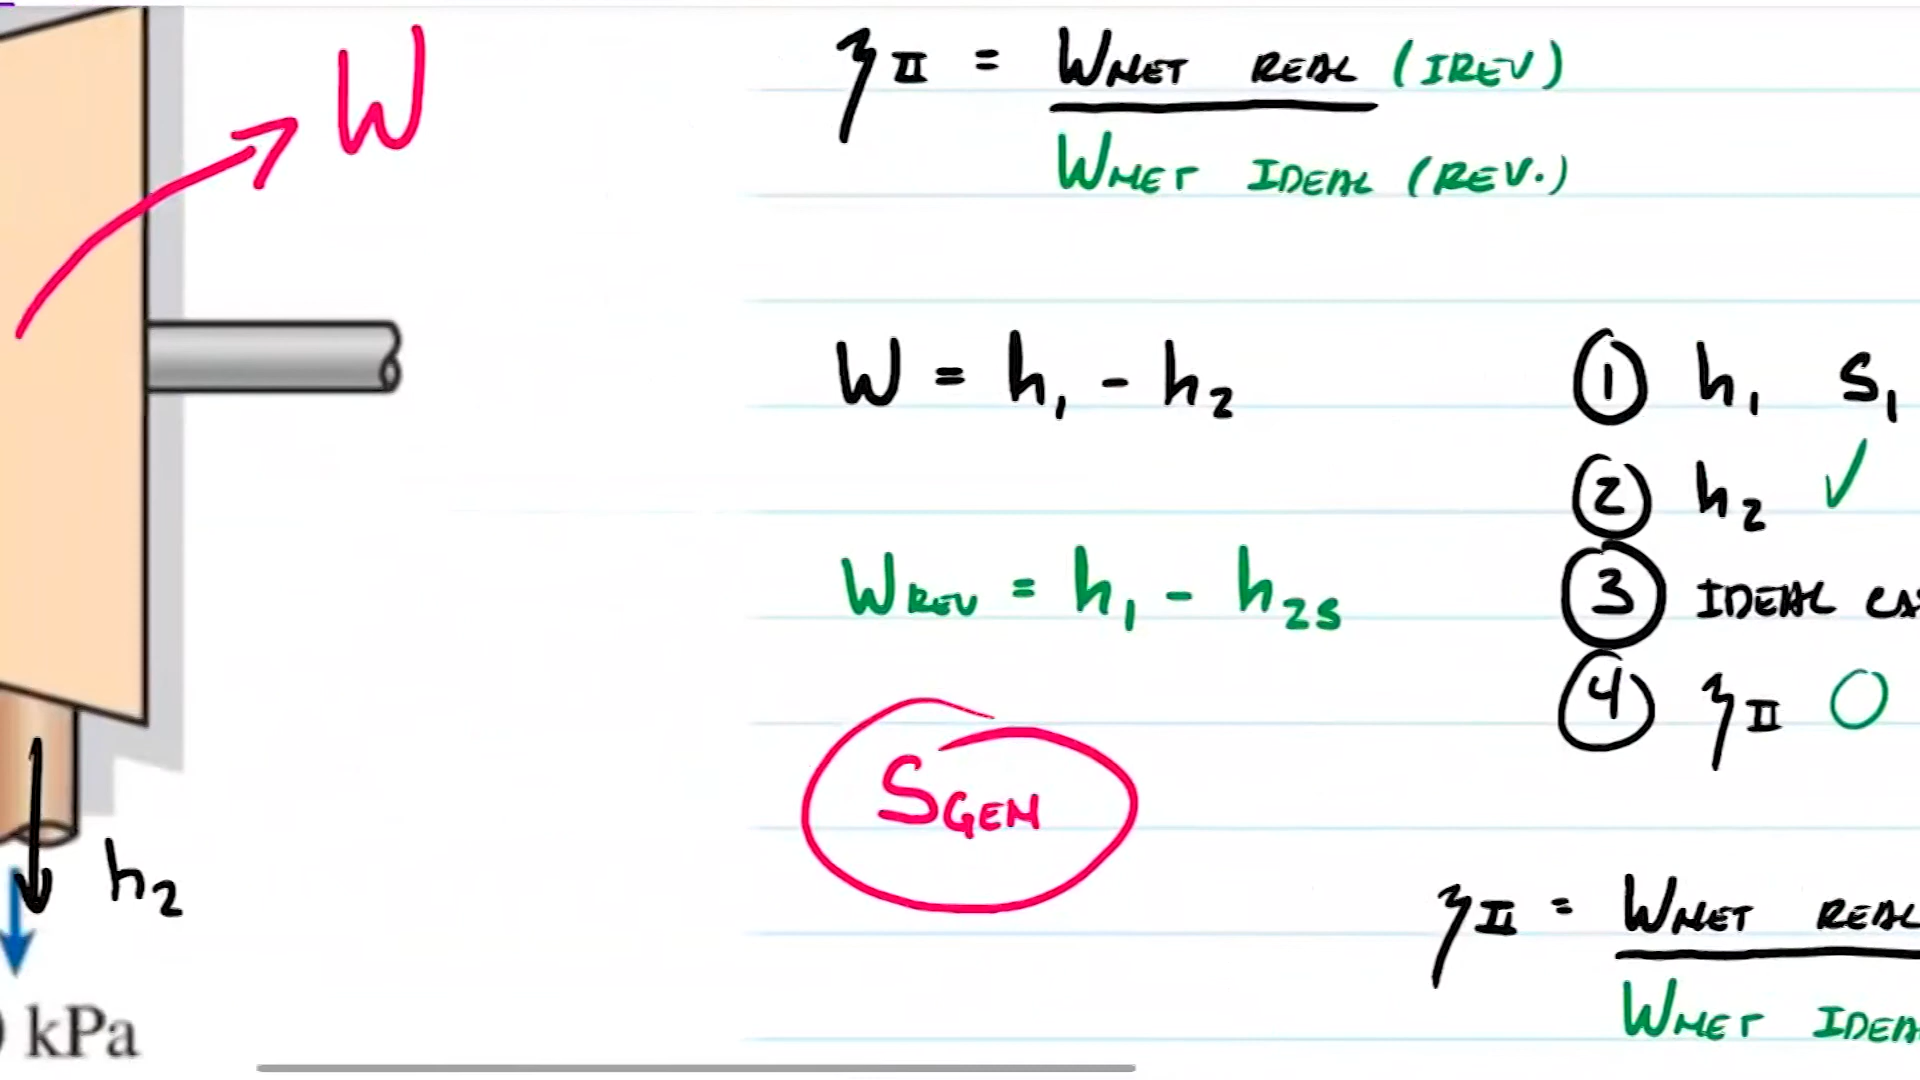 W
ηII = WNET REAL (IREV)
WNET IDEAL (REV.)
W = h1 - h2
① h1 S1
② h2 ✓
WREV = h1 - h2s
③ IDEAL
④ ηII
SGEN
h2
ηII = WNET REAL
WNET
kPa